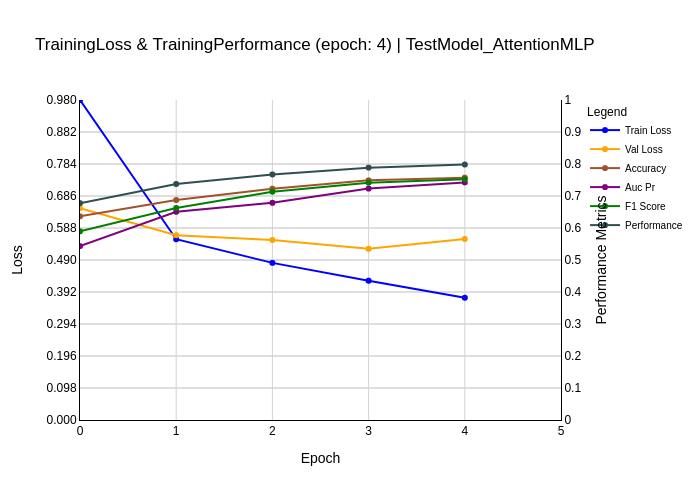 TrainingLoss & TrainingPerformance (epoch: 4) | TestModel_AttentionMLP
0.980
0.882
0.784
0.686
0.588
0.490
0.392
0.294
0.196
0.098
0.000
Loss
0 1 2 3 4 5
Epoch
1
0.9
0.8
0.7
0.6
0.5
0.4
0.3
0.2
0.1
0
Performance Metrics
Legend
Train Loss
Val Loss
Accuracy
Auc Pr
F1 Score
Performance